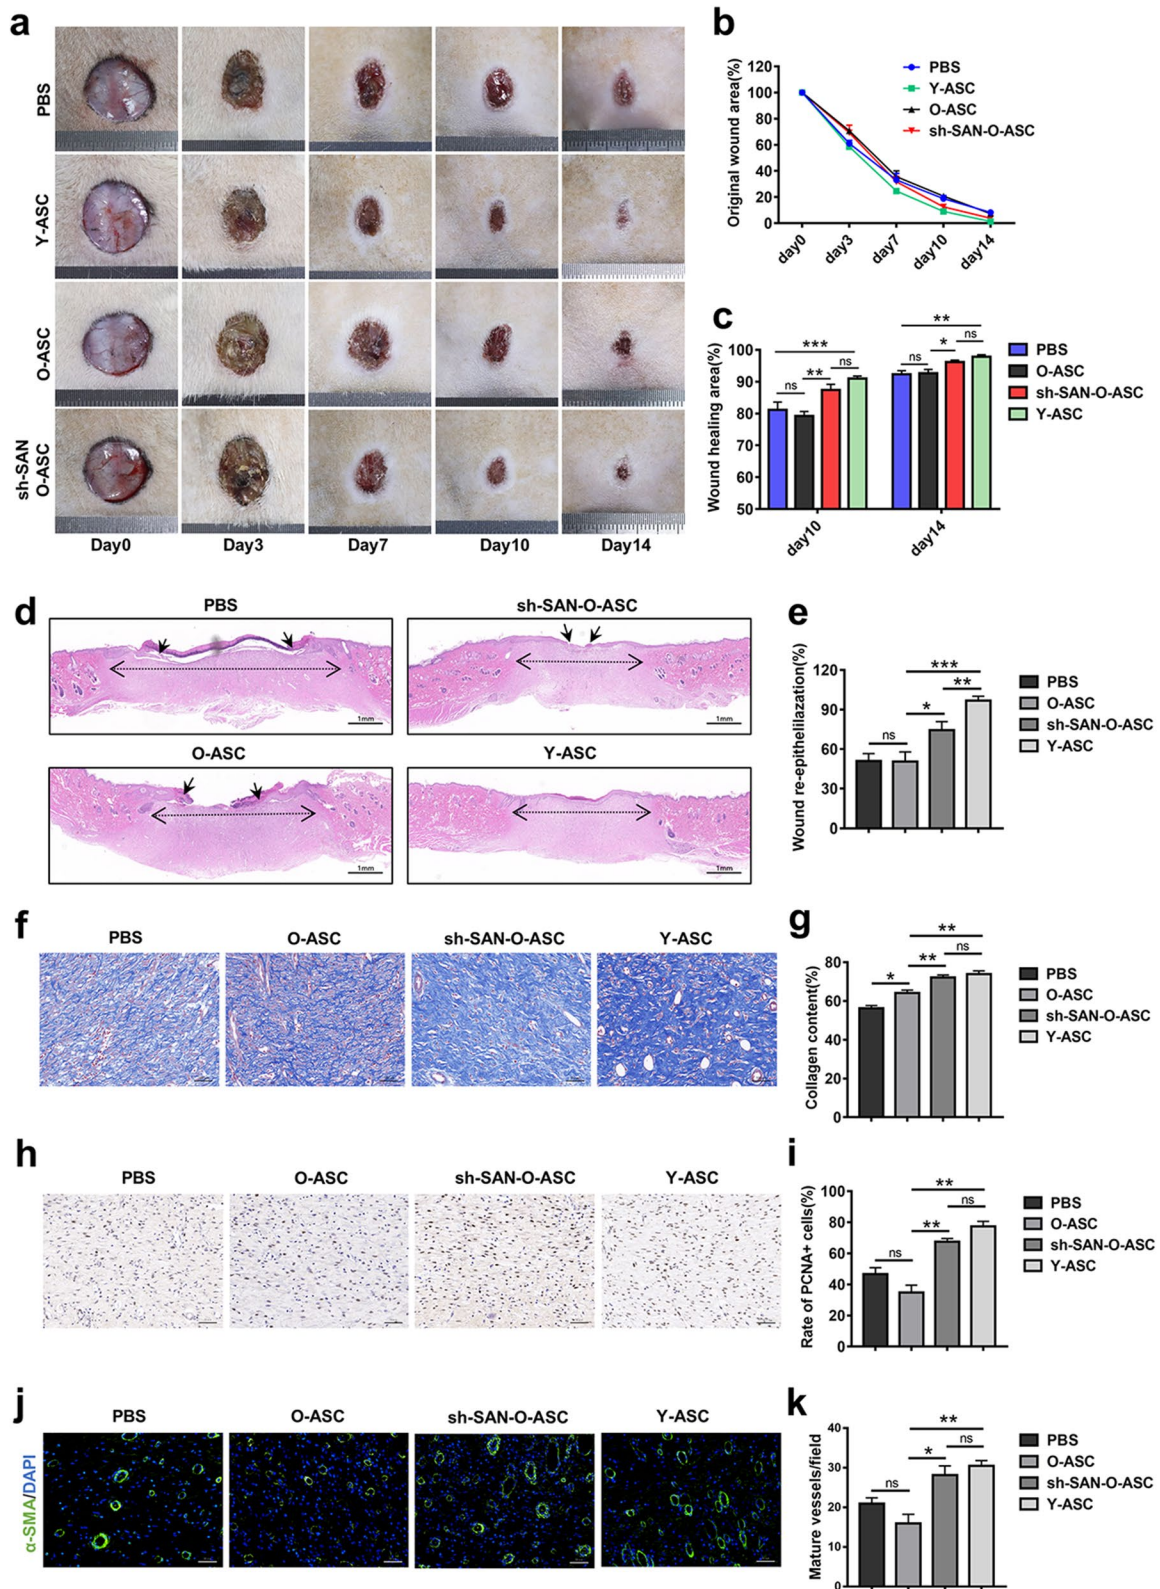 a
PBS
Y-ASC
O-ASC
sh-SAN
O-ASC
Day0
Day3
Day7
Day10
Day14
b
Original wound area(%)
120
100
80
60
40
20
0
day0
day3
day7
day10
day14
PBS
Y-ASC
O-ASC
sh-SAN-O-ASC
c
Wound healing area(%)
100
90
80
70
60
50
***
ns
**
ns
**
ns
*
ns
day10
day14
PBS
O-ASC
sh-SAN-O-ASC
Y-ASC
d
PBS
1mm
sh-SAN-O-ASC
1mm
O-ASC
1mm
Y-ASC
1mm
e
Wound re-epithelilazation(%)
120
90
60
30
0
***
**
*
ns
PBS
O-ASC
sh-SAN-O-ASC
Y-ASC
f
PBS
O-ASC
sh-SAN-O-ASC
Y-ASC
g
Collagen content(%)
80
60
40
20
0
**
ns
**
*
PBS
O-ASC
sh-SAN-O-ASC
Y-ASC
h
PBS
O-ASC
sh-SAN-O-ASC
Y-ASC
i
Rate of PCNA+ cells(%)
100
80
60
40
20
0
**
ns
**
ns
PBS
O-ASC
sh-SAN-O-ASC
Y-ASC
j
α-SMA/DAPI
PBS
O-ASC
sh-SAN-O-ASC
Y-ASC
k
Mature vessels/field
40
30
20
10
0
**
ns
*
ns
PBS
O-ASC
sh-SAN-O-ASC
Y-ASC